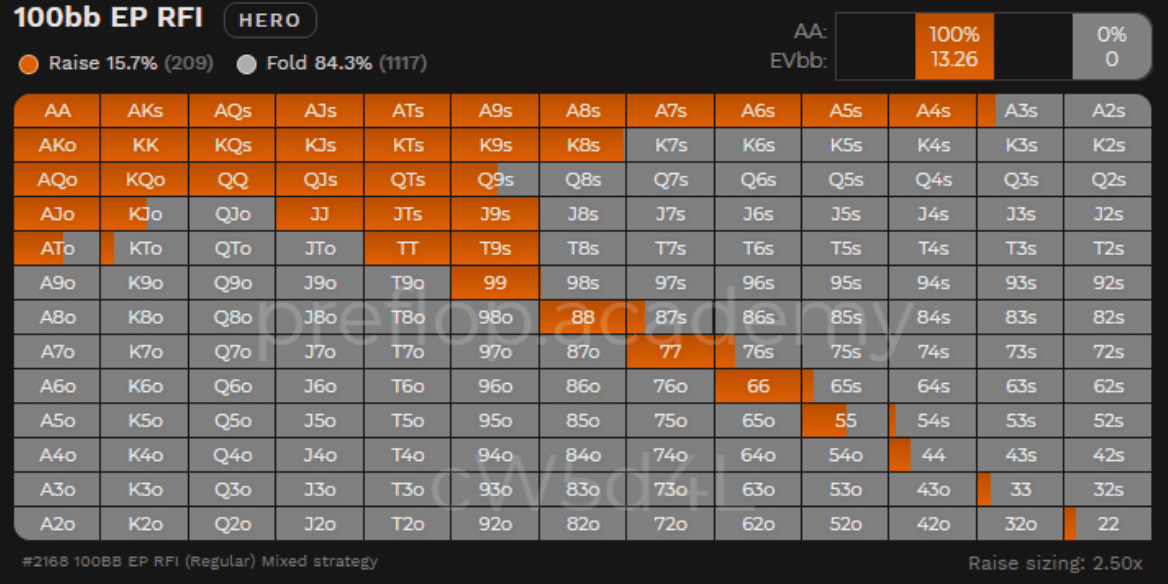 100bb EP RFI HERO
Raise 15.7% (209) Fold 84.3% (1117)
AA: 100% 0%
EVbb: 13.26 0
AA AKs AQs AJs ATs A9s A8s A7s A6s A5s A4s A3s A2s
AKo KK KQs KJs KTs K9s K8s K7s K6s K5s K4s K3s K2s
AQo KQo QQ QJs QTs Q9s Q8s Q7s Q6s Q5s Q4s Q3s Q2s
AJo KJo QJo JJ JTs J9s J8s J7s J6s J5s J4s J3s J2s
ATo KTo QTo JTo TT T9s T8s T7s T6s T5s T4s T3s T2s
A9o K9o Q9o J9o T9o 99 98s 97s 96s 95s 94s 93s 92s
A8o K8o Q8o J8o T8o 98o 88 87s 86s 85s 84s 83s 82s
preflop.academy
A7o K7o Q7o J7o T7o 97o 87o 77 76s 75s 74s 73s 72s
A6o K6o Q6o J6o T6o 96o 86o 76o 66 65s 64s 63s 62s
A5o K5o Q5o J5o T5o 95o 85o 75o 65o 55 54s 53s 52s
A4o K4o Q4o J4o T4o 94o 84o 74o 64o 54o 44 43s 42s
cW5d4L
A3o K3o Q3o J3o T3o 93o 83o 73o 63o 53o 43o 33 32s
A2o K2o Q2o J2o T2o 92o 82o 72o 62o 52o 42o 32o 22
#2168 100BB EP RFI (Regular) Mixed strategy
Raise sizing: 2.50x